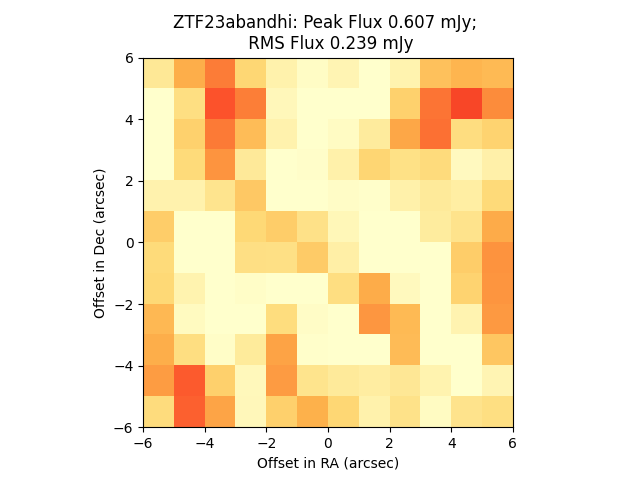 ZTF23abandhi: Peak Flux 0.607 mJy;
RMS Flux 0.239 mJy
6
4
2
0
−2
−4
−6
Offset in Dec (arcsec)
−6 −4 −2 0 2 4 6
Offset in RA (arcsec)